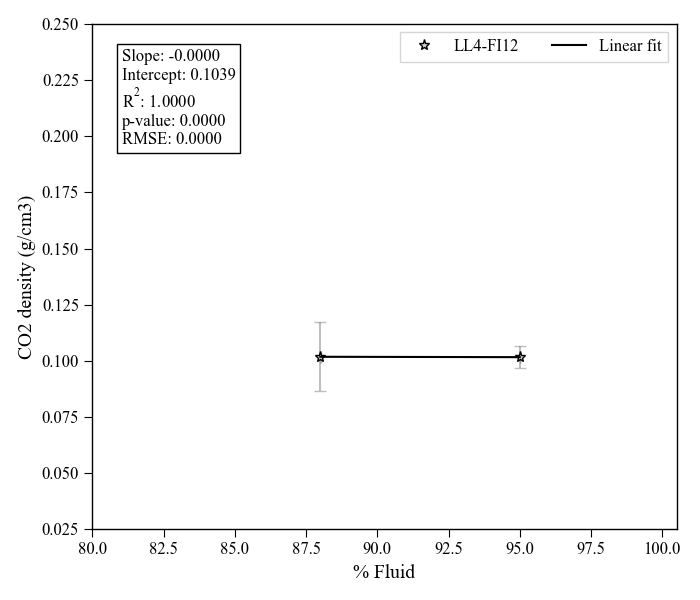 Slope: -0.0000
Intercept: 0.1039
R²: 1.0000
p-value: 0.0000
RMSE: 0.0000
LL4-FI12
Linear fit
0.250
0.225
0.200
0.175
0.150
0.125
0.100
0.075
0.050
0.025
CO2 density (g/cm3)
80.0 82.5 85.0 87.5 90.0 92.5 95.0 97.5 100.0
% Fluid